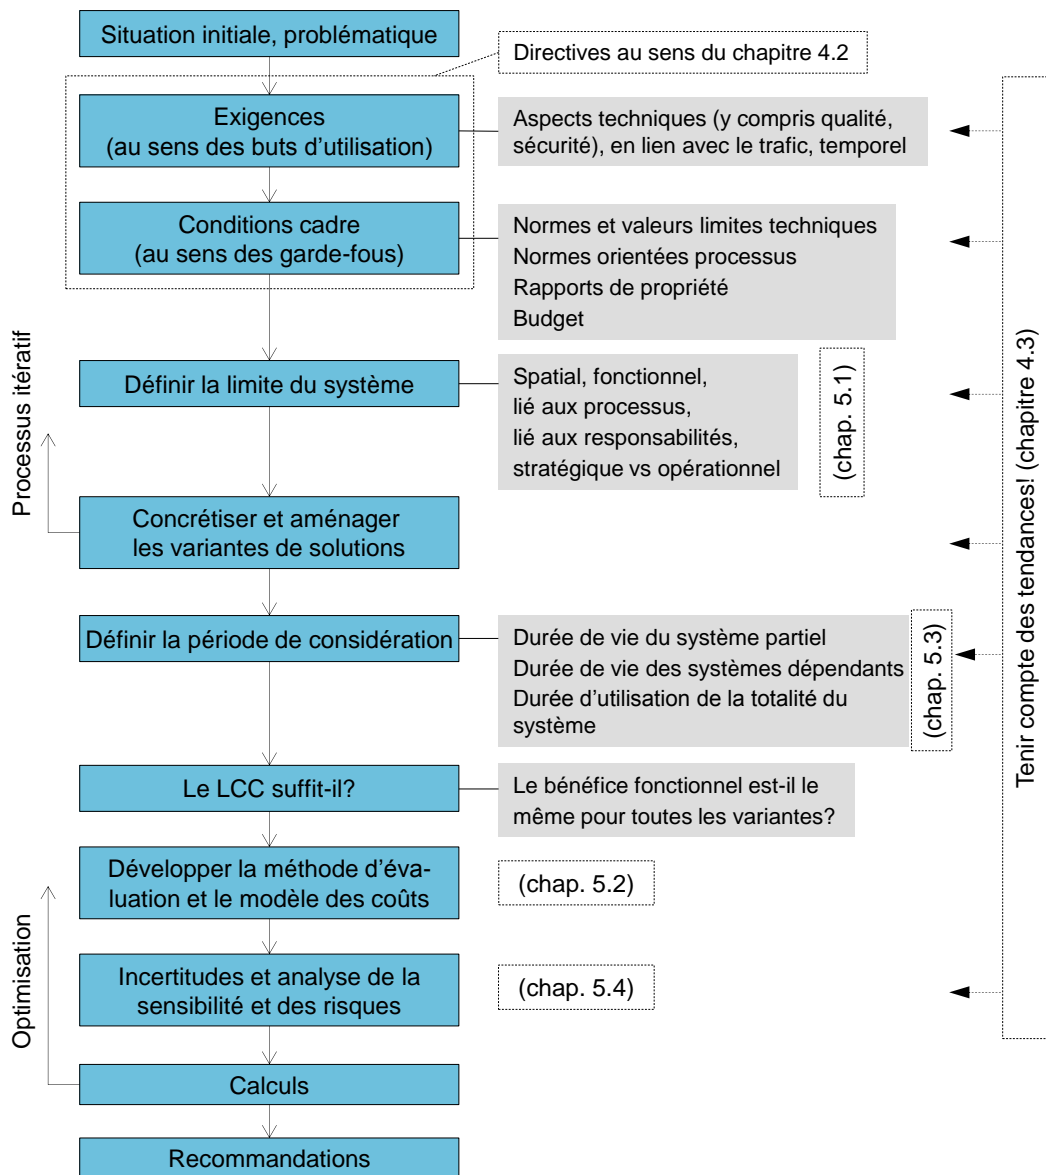 Situation initiale, problématique
Directives au sens du chapitre 4.2
Exigences
(au sens des buts d'utilisation)
Aspects techniques (y compris qualité,
sécurité), en lien avec le trafic, temporel
Conditions cadre
(au sens des garde-fous)
Normes et valeurs limites techniques
Normes orientées processus
Rapports de propriété
Budget
Définir la limite du système
Spatial, fonctionnel,
lié aux processus,
lié aux responsabilités,
stratégique vs opérationnel
(chap. 5.1)
Processus itératif
Concrétiser et aménager
les variantes de solutions
Définir la période de considération
Durée de vie du système partiel
Durée de vie des systèmes dépendants
Durée d'utilisation de la totalité du
système
(chap. 5.3)
Tenir compte des tendances! (chapitre 4.3)
Le LCC suffit-il?
Le bénéfice fonctionnel est-il le
même pour toutes les variantes?
Développer la méthode d'éva-
luation et le modèle des coûts
(chap. 5.2)
Incertitudes et analyse de la
sensibilité et des risques
(chap. 5.4)
Optimisation
Calculs
Recommandations